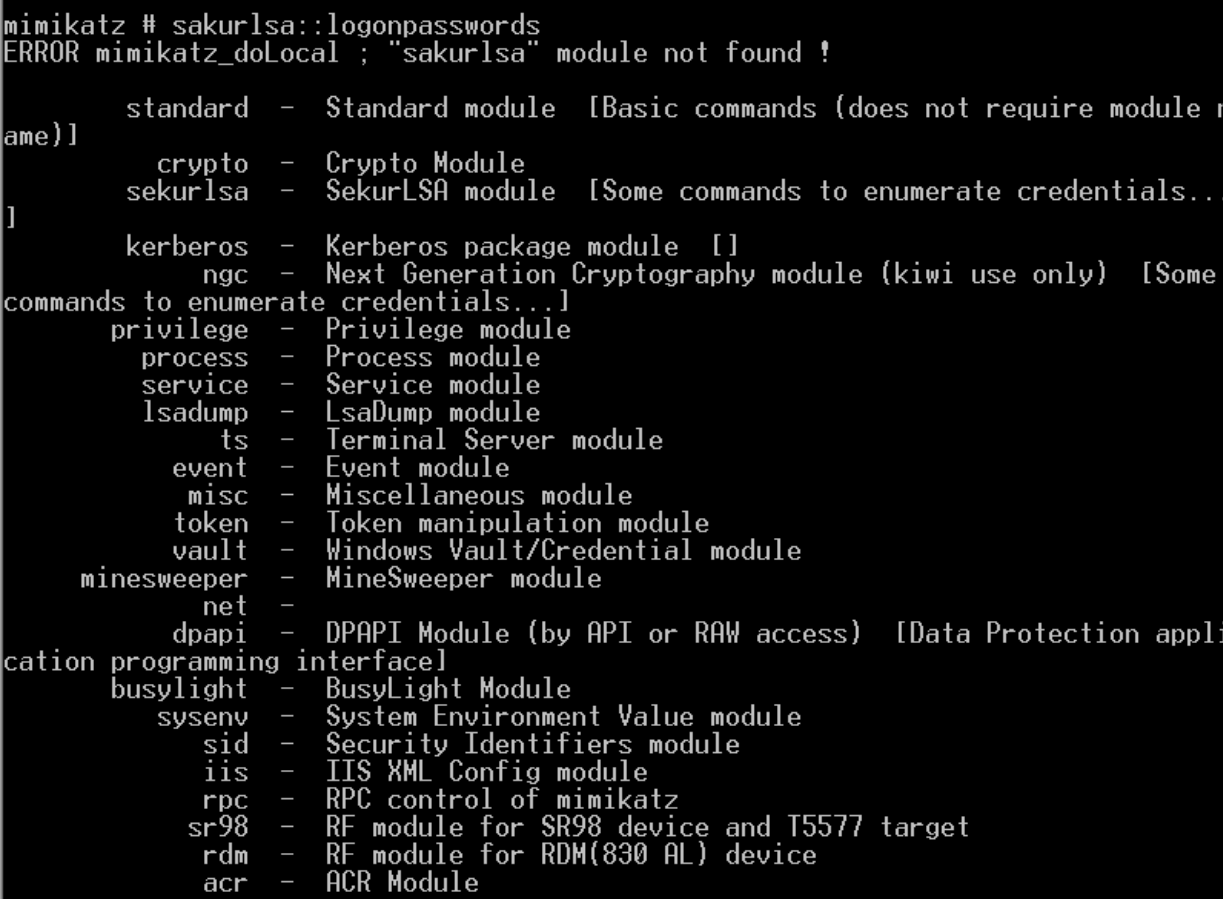 mimikatz # sakurlsa::logonpasswords
ERROR mimikatz_doLocal ; "sakurlsa" module not found !
standard - Standard module [Basic commands (does not require module n
ame)]
crypto - Crypto Module
sekurlsa - SekurLSA module [Some commands to enumerate credentials...
]
kerberos - Kerberos package module []
ngc - Next Generation Cryptography module (kiwi use only) [Some
commands to enumerate credentials...]
privilege - Privilege module
process - Process module
service - Service module
lsadump - LsaDump module
ts - Terminal Server module
event - Event module
misc - Miscellaneous module
token - Token manipulation module
vault - Windows Vault/Credential module
minesweeper - MineSweeper module
net -
dpapi - DPAPI Module (by API or RAW access) [Data Protection appli
cation programming interface]
busylight - BusyLight Module
sysenv - System Environment Value module
sid - Security Identifiers module
iis - IIS XML Config module
rpc - RPC control of mimikatz
sr98 - RF module for SR98 device and T5577 target
rdm - RF module for RDM(830 AL) device
acr - ACR Module